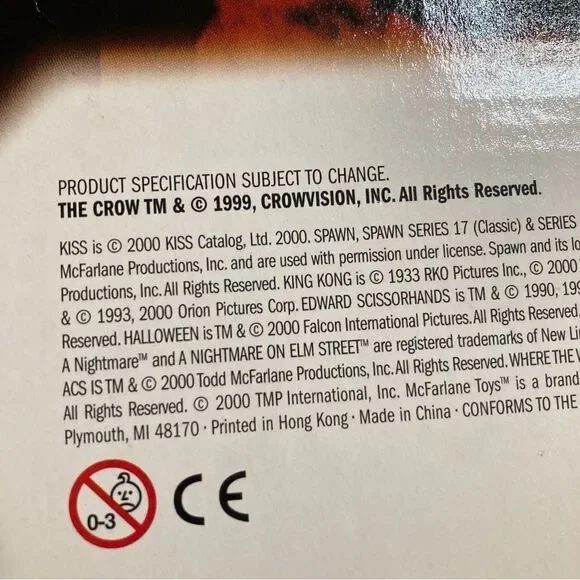 PRODUCT SPECIFICATION SUBJECT TO CHANGE.
THE CROW TM & © 1999, CROWVISION, INC. All Rights Reserved.
KISS is © 2000 KISS Catalog, Ltd. 2000. SPAWN, SPAWN SERIES 17 (Classic) & SERIES
McFarlane Productions, Inc. and are used with permission under license. Spawn and its lo
Productions, Inc. All Rights Reserved. KING KONG is © 1933 RKO Pictures Inc., © 2000
& © 1993, 2000 Orion Pictures Corp. EDWARD SCISSORHANDS is TM & © 1990, 199
Reserved. HALLOWEEN is TM & © 2000 Falcon International Pictures. All Rights Reserved.
A Nightmare™ and A NIGHTMARE ON ELM STREET™ are registered trademarks of New Li
ACS IS TM & © 2000 Todd McFarlane Productions, Inc. All Rights Reserved. WHERE THE
All Rights Reserved. © 2000 TMP International, Inc. McFarlane Toys™ is a brand
Plymouth, MI 48170 · Printed in Hong Kong · Made in China · CONFORMS TO THE
0-3
CE